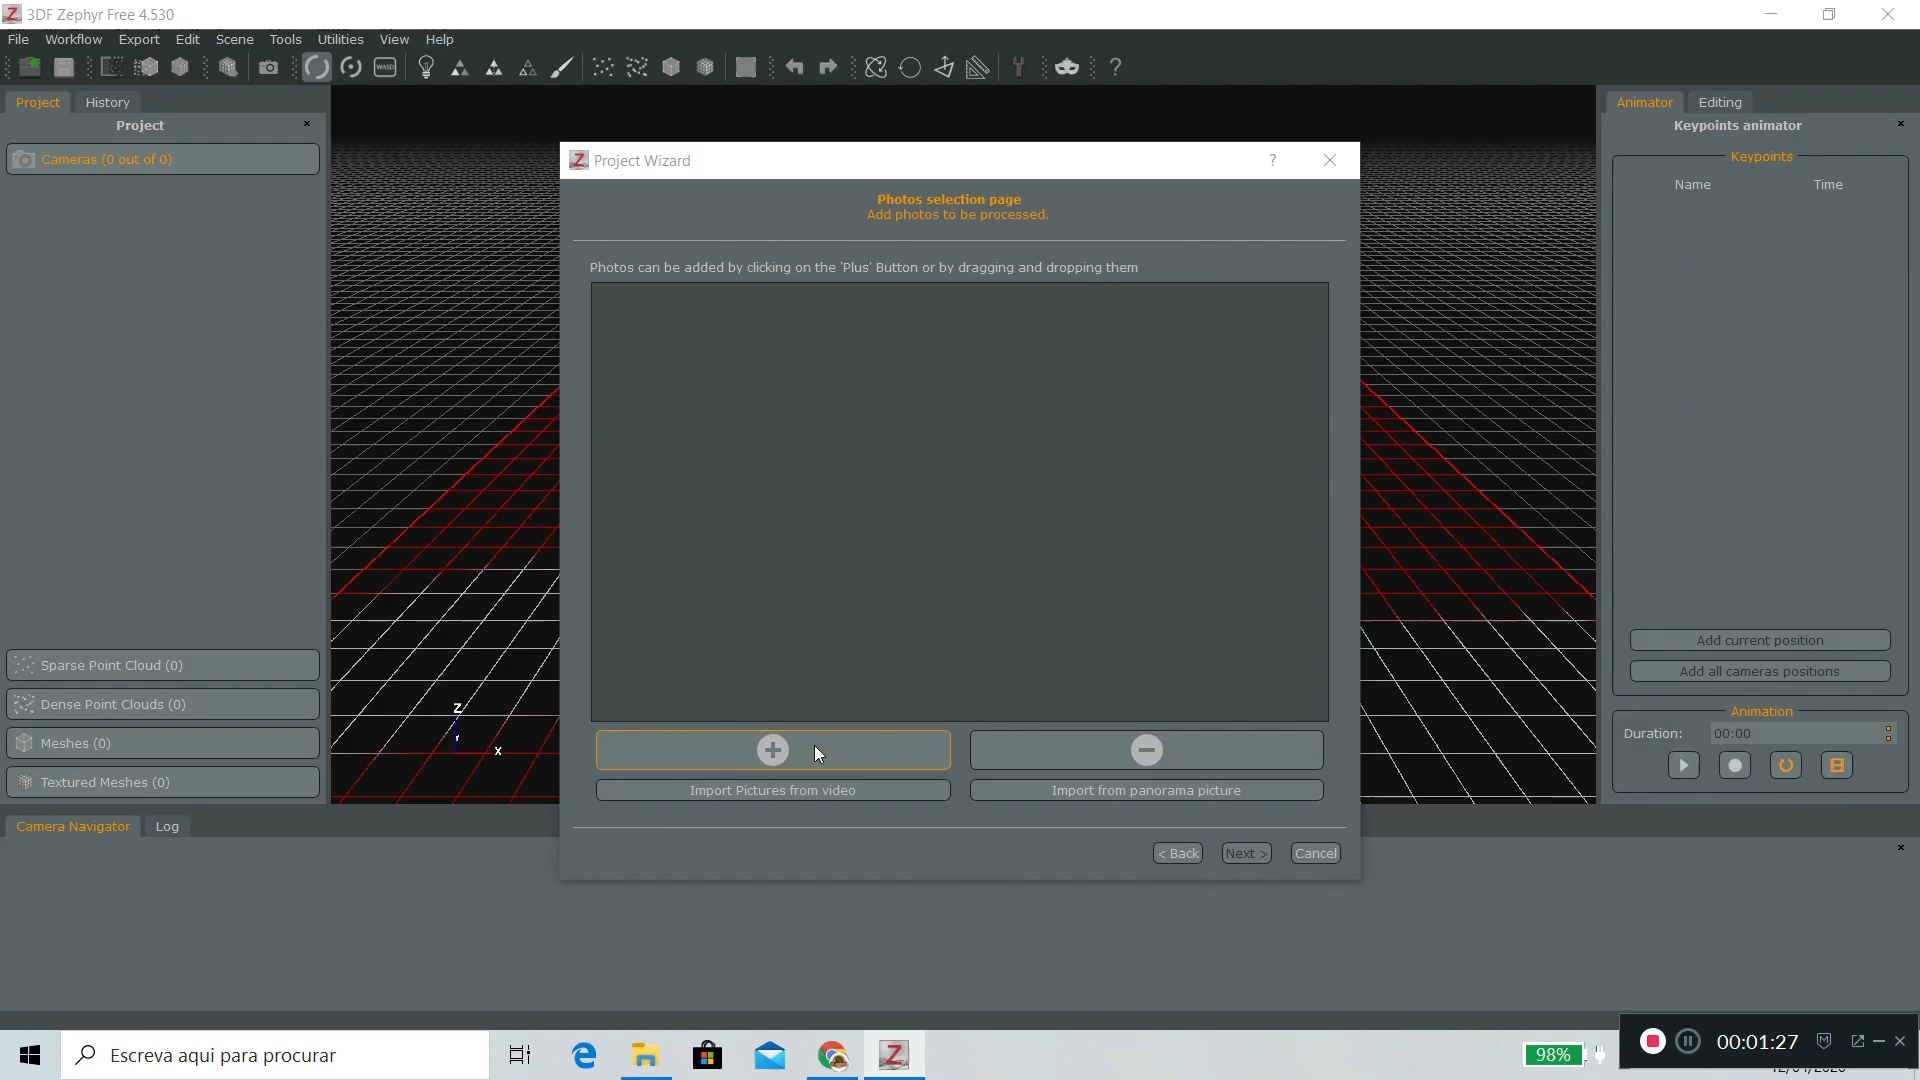 3DF Zephyr Free 4.530
File Workflow Export Edit Scene Tools Utilities View Help
WASD
Project History
Project
Cameras (0 out of 0)
Sparse Point Cloud (0)
Dense Point Clouds (0)
Meshes (0)
Textured Meshes (0)
Z
Y
X
Project Wizard
Photos selection page
Add photos to be processed.
Photos can be added by clicking on the 'Plus' Button or by dragging and dropping them
Import Pictures from video
Import from panorama picture
< Back Next > Cancel
Animator Editing
Keypoints animator
Keypoints
Name Time
Add current position
Add all cameras positions
Animation
Duration: 00:00
Camera Navigator Log
Escreva aqui para procurar
98%
00:01:27